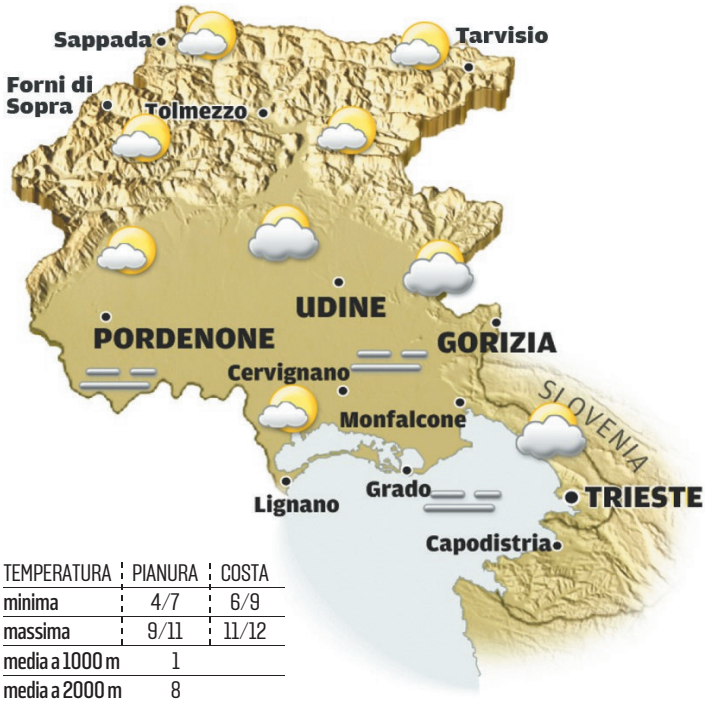 Sappada
Tarvisio
Forni di
Sopra
Tolmezzo
UDINE
PORDENONE
GORIZIA
Cervignano
SLOVENIA
Monfalcone
Lignano
Grado
TRIESTE
Capodistria
TEMPERATURA PIANURA COSTA
minima 4/7 6/9
massima 9/11 11/12
media a 1000 m 1
media a 2000 m 8